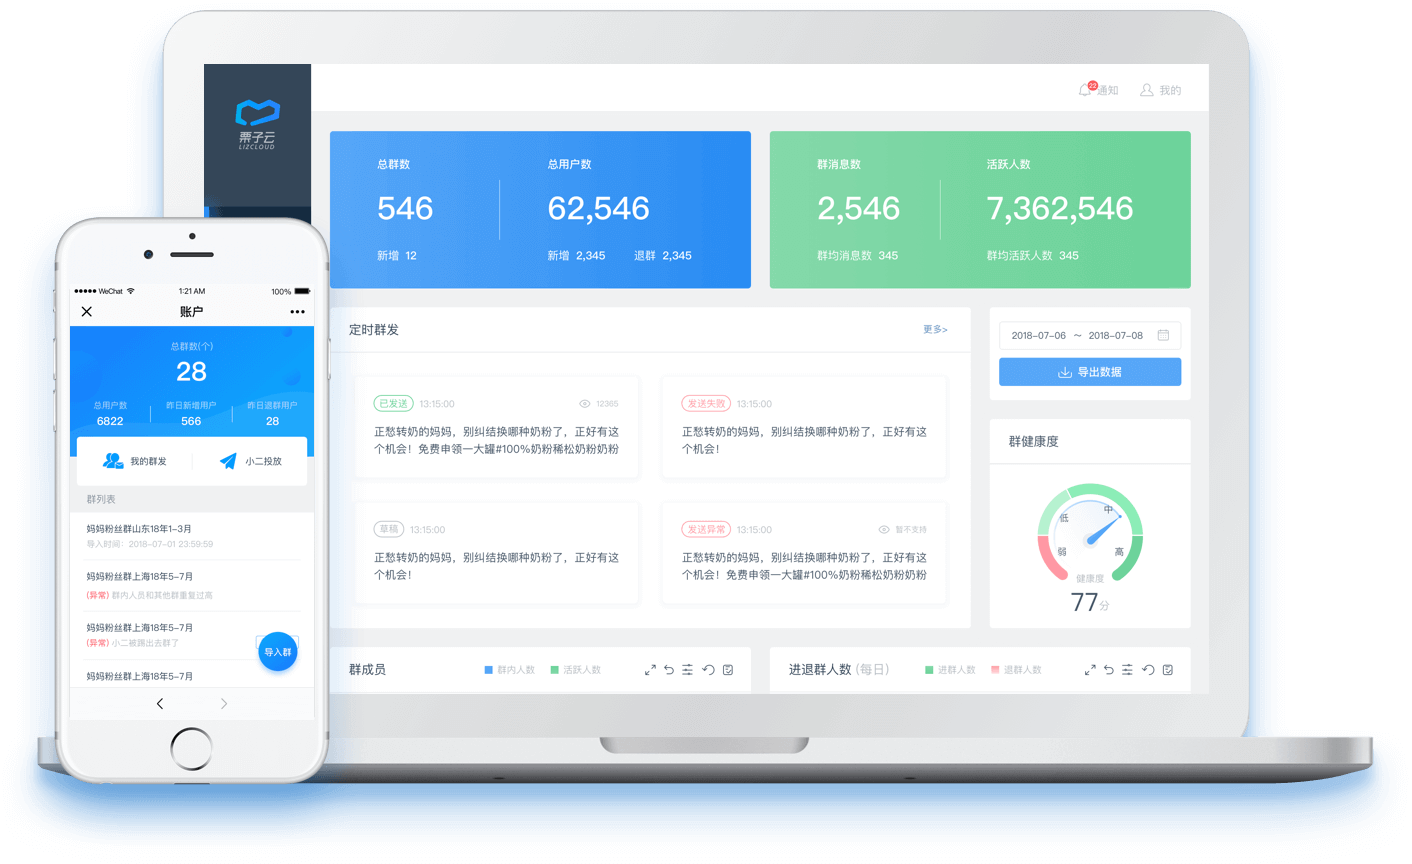 栗子云
LIZCLOUD
23
通知
我的
总群数
总用户数
546
62,546
新增 12
新增 2,345
退群 2,345
群消息数
活跃人数
2,546
7,362,546
群均消息数 345
群均活跃人数 345
定时群发
更多>
已发送 13:15:00
12365
正愁转奶的妈妈，别纠结换哪种奶粉了，正好有这
个机会！免费申领一大罐#100%奶粉稀松奶粉奶粉
发送失败 13:15:00
正愁转奶的妈妈，别纠结换哪种奶粉了，正好有这
个机会！
草稿 13:15:00
正愁转奶的妈妈，别纠结换哪种奶粉了，正好有这
个机会！
发送异常 13:15:00
暂不支持
正愁转奶的妈妈，别纠结换哪种奶粉了，正好有这
个机会！免费申领一大罐#100%奶粉稀松奶粉奶粉
2018-07-06 ~ 2018-07-08
导出数据
群健康度
低
中
弱
高
健康度
77分
群成员
群内人数
活跃人数
进退群人数 (每日)
进群人数
退群人数
WeChat
1:21 AM
100%
账户
总群数(个)
28
总用户数
昨日新增用户
昨日退群用户
6822
566
28
我的群发
小二投放
群列表
妈妈粉丝群山东18年1-3月
导入时间：2018-07-01 23:59:59
妈妈粉丝群上海18年5-7月
(异常) 群内人员和其他群重复过高
妈妈粉丝群上海18年5-7月
(异常) 小二被踢出去群了
导入群
妈妈粉丝群上海18年5-7月